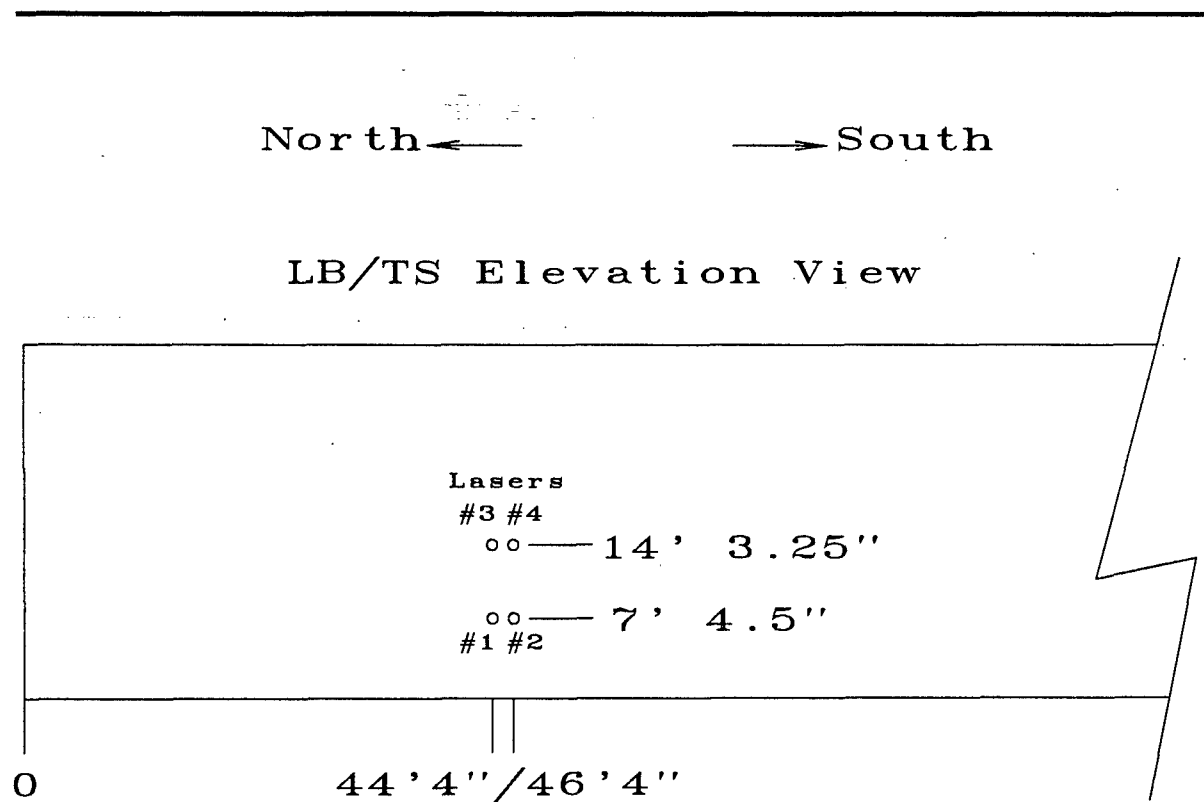 North South
LB/TS Elevation View
Lasers
#3 #4
14' 3.25"
7' 4.5"
#1 #2
0 44'4"/46'4"